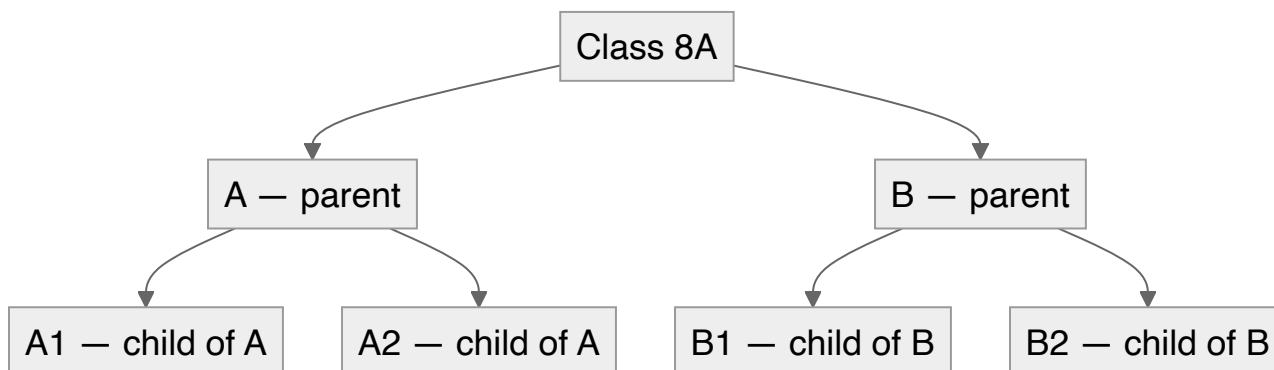 Class 8A
A — parent
B — parent
A1 — child of A
A2 — child of A
B1 — child of B
B2 — child of B